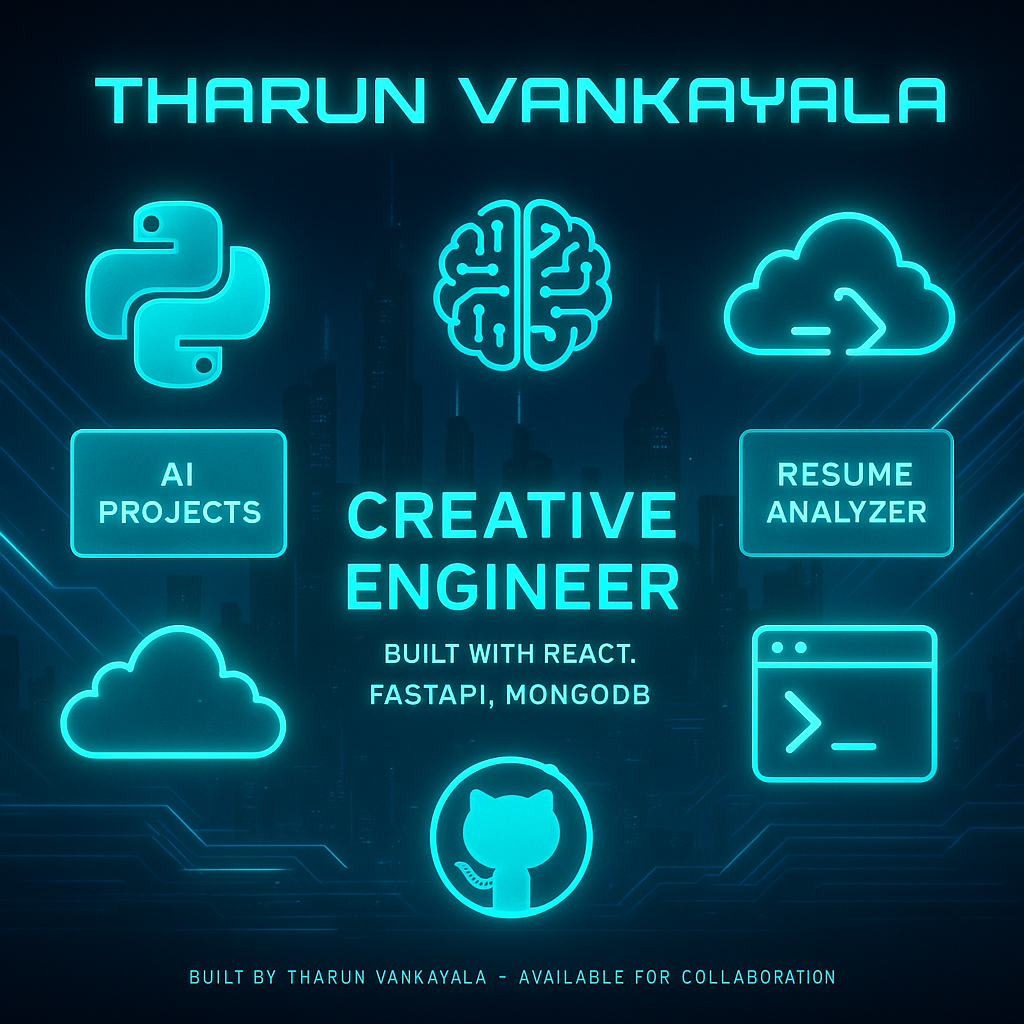 THARUN VANKAYALA
AI
PROJECTS
RESUME
ANALYZER
CREATIVE
ENGINEER
BUILT WITH REACT.
FASTAPI, MONGODB
>_
BUILT BY THARUN VANKAYALA – AVAILABLE FOR COLLABORATION